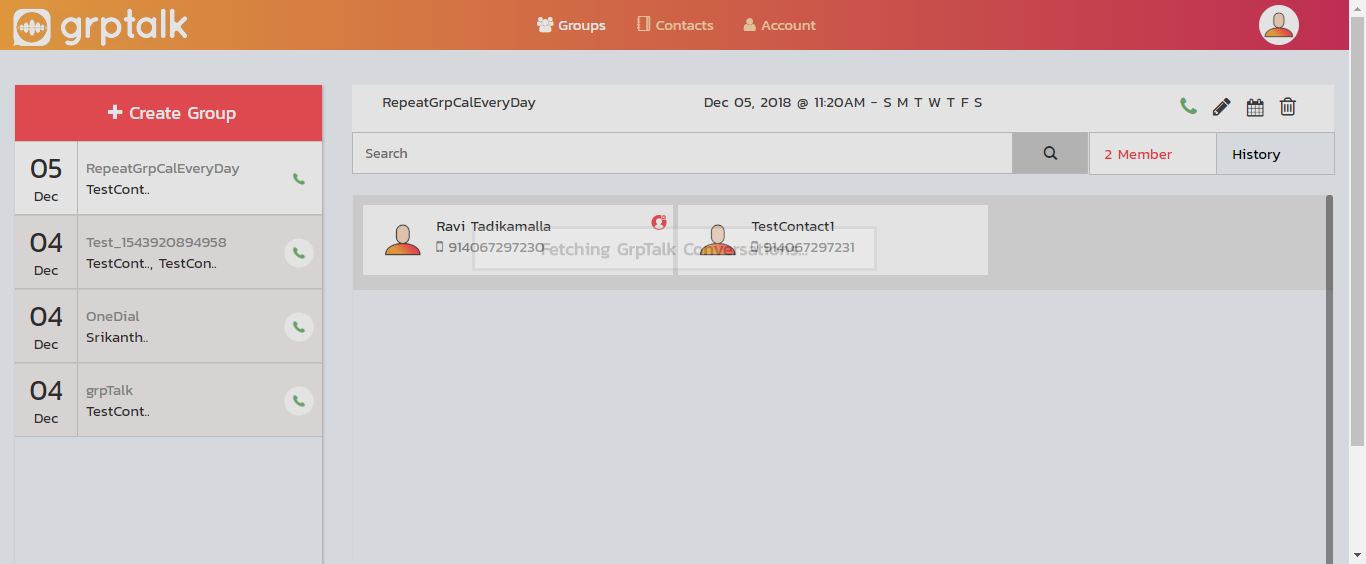 grptalk
Groups
Contacts
Account
Create Group
05
Dec
RepeatGrpCalEveryDay
TestCont..
04
Dec
Test_1543920894958
TestCont.., TestCon..
04
Dec
OneDial
Srikanth..
04
Dec
grpTalk
TestCont..
RepeatGrpCalEveryDay
Dec 05, 2018 @ 11:20AM - S M T W T F S
Search
2 Member
History
Ravi Tadikamalla
914067297230
TestContact1
914067297231
Fetching GrpTalk Conversations...